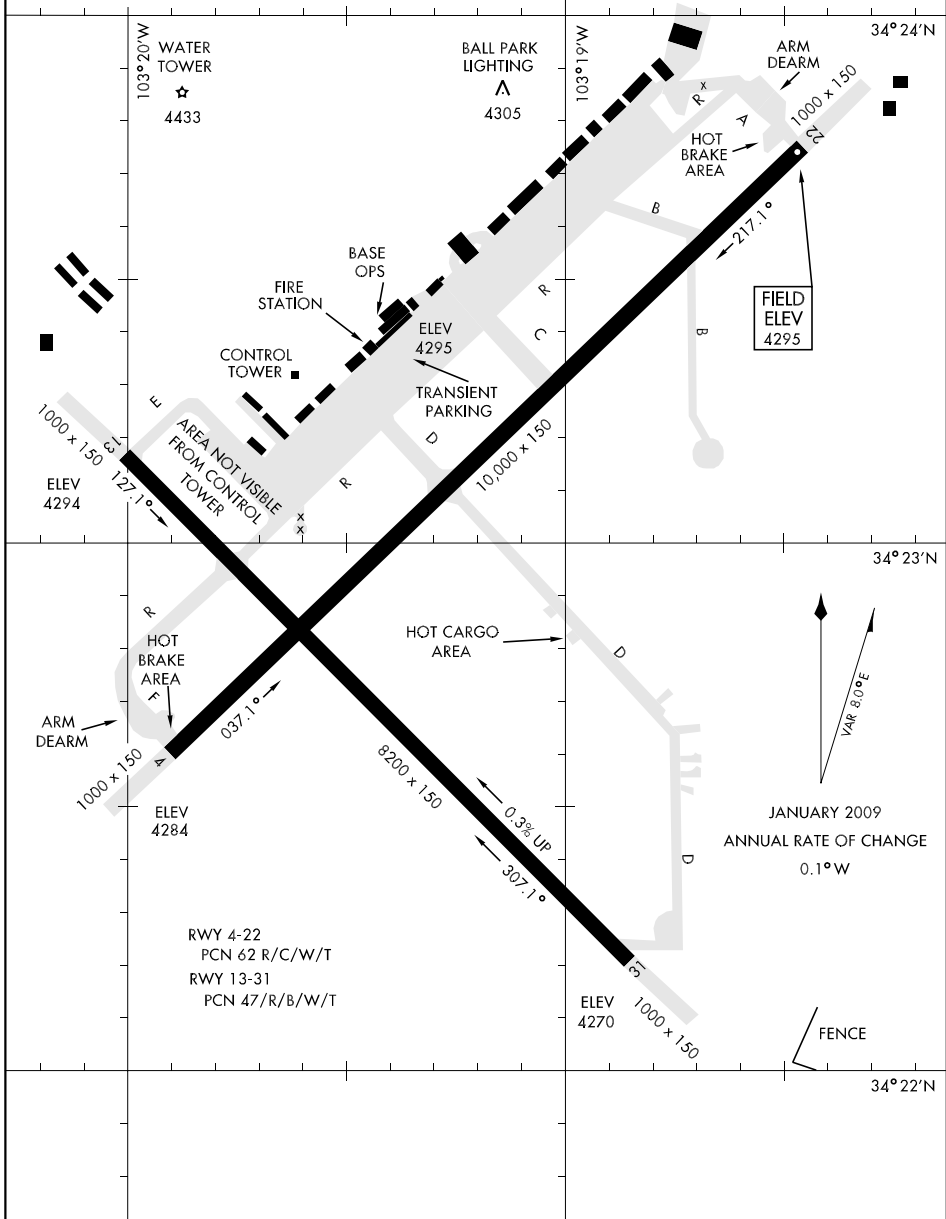 103°20'W
WATER
TOWER
4433
BALL PARK
LIGHTING
4305
103°19'W
34°24'N
ARM
DEARM
1000 x 150
22
x
R
A
HOT
BRAKE
AREA
B
217.1°
BASE
OPS
FIRE
STATION
R
FIELD
ELEV
4295
ELEV
4295
C
B
CONTROL
TOWER
TRANSIENT
PARKING
E
D
1000 x 150
13
AREA NOT VISIBLE
FROM CONTROL
TOWER
10,000 x 150
ELEV
4294
127.1°
R
x
x
34°23'N
R
HOT
BRAKE
AREA
HOT CARGO
AREA
D
F
VAR 8.0°E
ARM
DEARM
037.1°
1000 x 150
4
8200 x 150
ELEV
4284
0.3% UP
307.1°
D
JANUARY 2009
ANNUAL RATE OF CHANGE
0.1°W
RWY 4-22
PCN 62 R/C/W/T
RWY 13-31
PCN 47/R/B/W/T
31
ELEV
4270
1000 x 150
FENCE
34°22'N